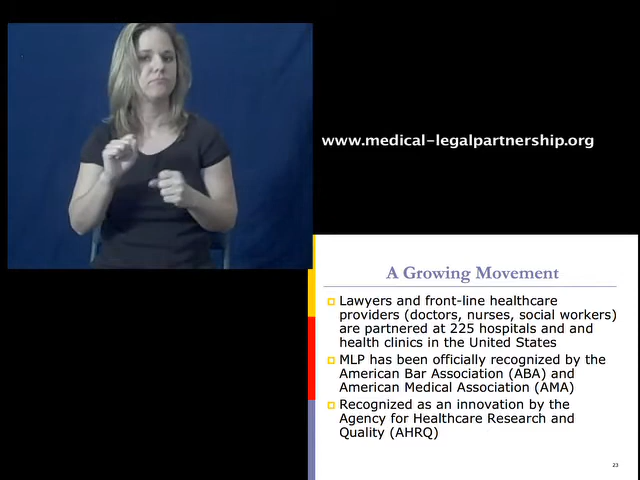 www.medical-legalpartnership.org
A Growing Movement
Lawyers and front-line healthcare
providers (doctors, nurses, social workers)
are partnered at 225 hospitals and and
health clinics in the United States
MLP has been officially recognized by the
American Bar Association (ABA) and
American Medical Association (AMA)
Recognized as an innovation by the
Agency for Healthcare Research and
Quality (AHRQ)
23